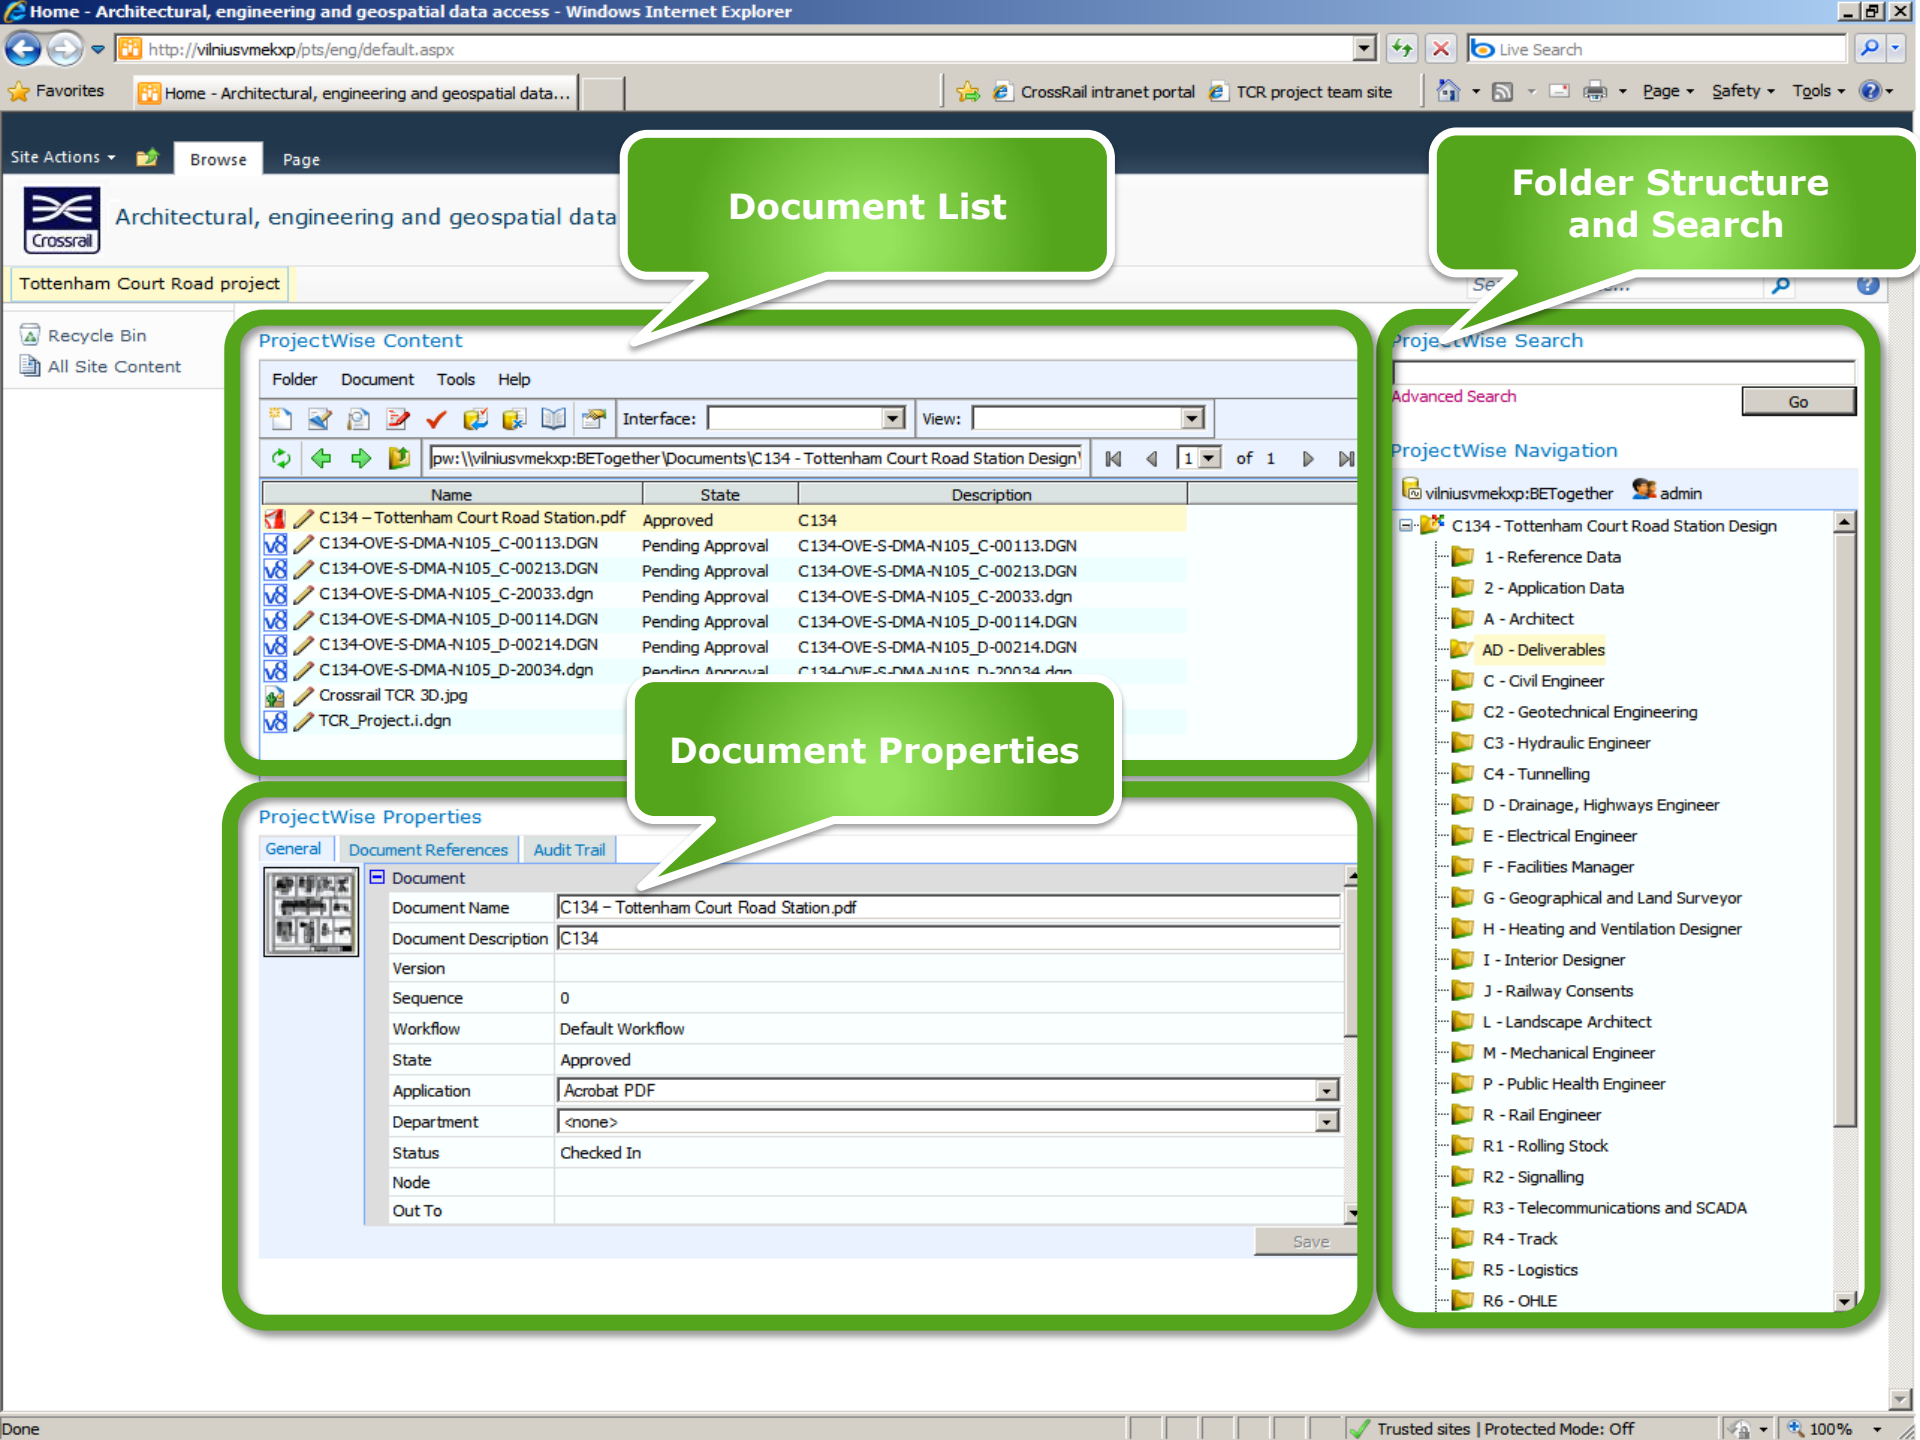 Home - Architectural, engineering and geospatial data access - Windows Internet Explorer
http://vilniusvmekxp/pts/eng/default.aspx
Live Search
Favorites
Home - Architectural, engineering and geospatial data...
CrossRail intranet portal
TCR project team site
Page
Safety
Tools
Site Actions
Browse
Page
Document List
Folder Structure
and Search
Crossrail
Architectural, engineering and geospatial data
Tottenham Court Road project
Recycle Bin
All Site Content
ProjectWise Content
Folder Document Tools Help
Interface:
View:
pw:\\vilniusvmekxp:BETogether\Documents\C134 - Tottenham Court Road Station Design\
1 of 1
Name State Description
C134 – Tottenham Court Road Station.pdf Approved C134
C134-OVE-S-DMA-N105_C-00113.DGN Pending Approval C134-OVE-S-DMA-N105_C-00113.DGN
C134-OVE-S-DMA-N105_C-00213.DGN Pending Approval C134-OVE-S-DMA-N105_C-00213.DGN
C134-OVE-S-DMA-N105_C-20033.dgn Pending Approval C134-OVE-S-DMA-N105_C-20033.dgn
C134-OVE-S-DMA-N105_D-00114.DGN Pending Approval C134-OVE-S-DMA-N105_D-00114.DGN
C134-OVE-S-DMA-N105_D-00214.DGN Pending Approval C134-OVE-S-DMA-N105_D-00214.DGN
C134-OVE-S-DMA-N105_D-20034.dgn Pending Approval C134-OVE-S-DMA-N105_D-20034.dgn
Crossrail TCR 3D.jpg
TCR_Project.i.dgn
Document Properties
ProjectWise Properties
General Document References Audit Trail
Document
Document Name C134 – Tottenham Court Road Station.pdf
Document Description C134
Version
Sequence 0
Workflow Default Workflow
State Approved
Application Acrobat PDF
Department <none>
Status Checked In
Node
Out To
Save
ProjectWise Search
Advanced Search
Go
ProjectWise Navigation
vilniusvmekxp:BETogether admin
C134 - Tottenham Court Road Station Design
1 - Reference Data
2 - Application Data
A - Architect
AD - Deliverables
C - Civil Engineer
C2 - Geotechnical Engineering
C3 - Hydraulic Engineer
C4 - Tunnelling
D - Drainage, Highways Engineer
E - Electrical Engineer
F - Facilities Manager
G - Geographical and Land Surveyor
H - Heating and Ventilation Designer
I - Interior Designer
J - Railway Consents
L - Landscape Architect
M - Mechanical Engineer
P - Public Health Engineer
R - Rail Engineer
R1 - Rolling Stock
R2 - Signalling
R3 - Telecommunications and SCADA
R4 - Track
R5 - Logistics
R6 - OHLE
Done
Trusted sites | Protected Mode: Off
100%